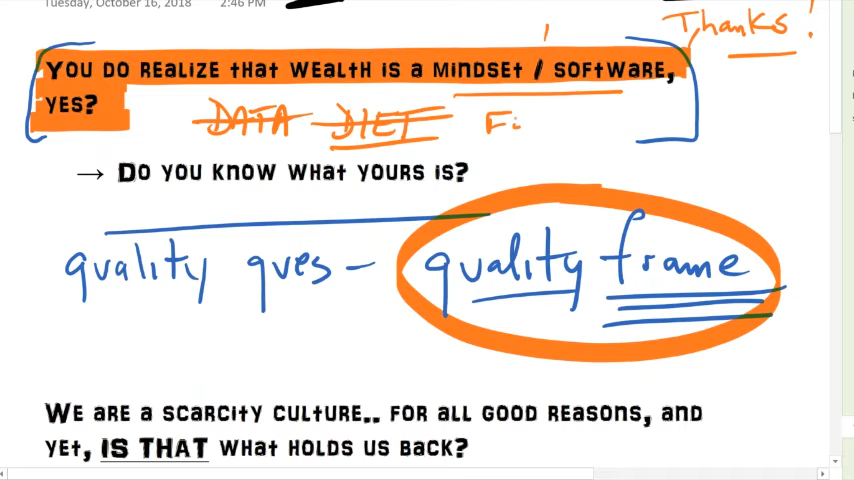 Tuesday, October 16, 2018 2:46 PM
Thanks!
YOU DO REALIZE THAT WEALTH IS A MINDSET / SOFTWARE,
YES?
DATA DIET Fi
→ DO YOU KNOW WHAT YOURS IS?
quality ques – quality frame
WE ARE A SCARCITY CULTURE.. FOR ALL GOOD REASONS, AND
YET, IS THAT WHAT HOLDS US BACK?